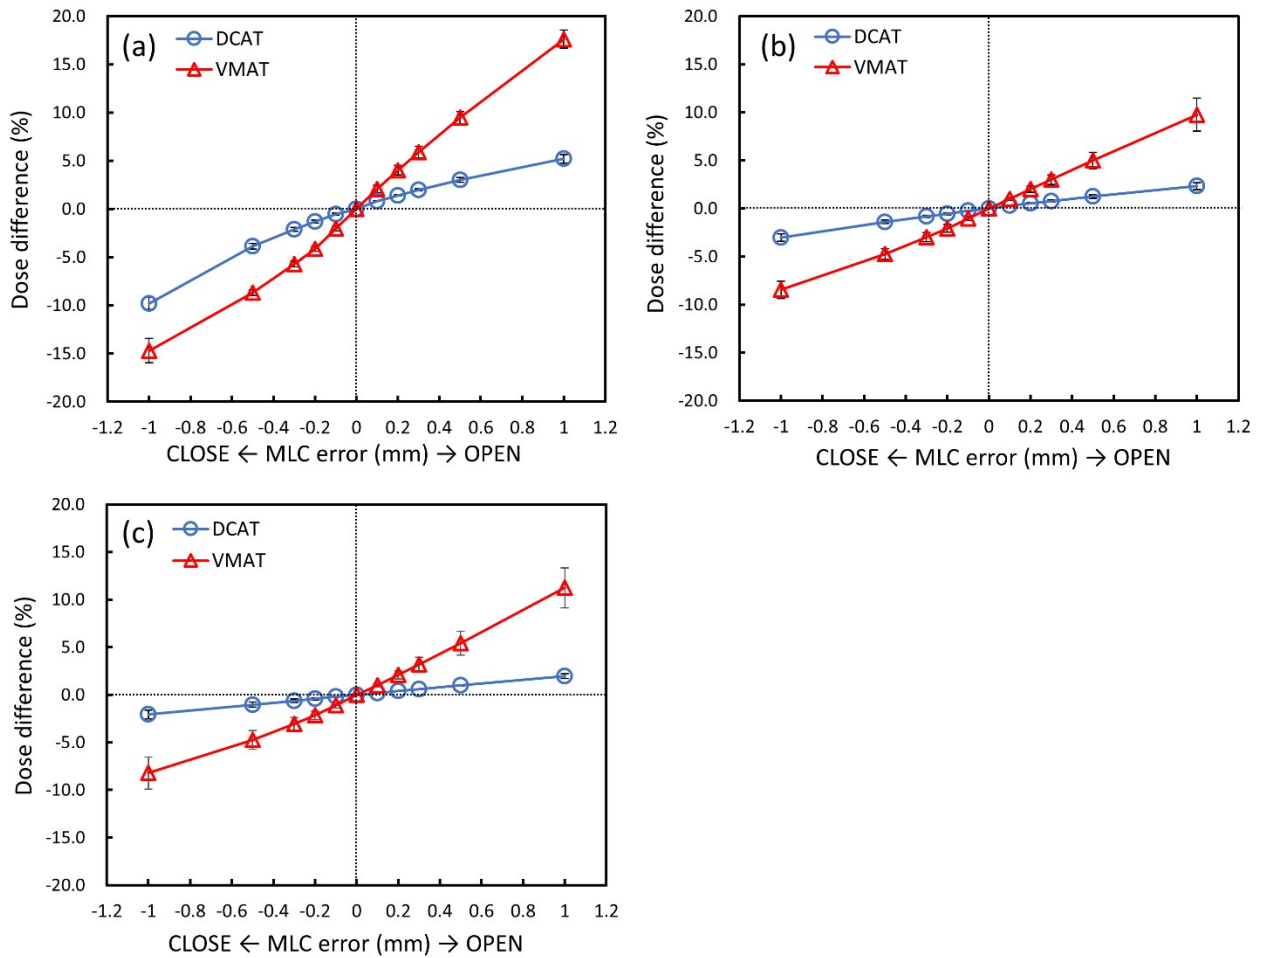 (a)
DCAT
VMAT
20.0
15.0
10.0
5.0
0.0
-5.0
-10.0
-15.0
-20.0
Dose difference (%)
-1.2 -1 -0.8 -0.6 -0.4 -0.2 0 0.2 0.4 0.6 0.8 1 1.2
CLOSE ← MLC error (mm) → OPEN
(b)
DCAT
VMAT
20.0
15.0
10.0
5.0
0.0
-5.0
-10.0
-15.0
-20.0
Dose difference (%)
-1.2 -1 -0.8 -0.6 -0.4 -0.2 0 0.2 0.4 0.6 0.8 1 1.2
CLOSE ← MLC error (mm) → OPEN
(c)
DCAT
VMAT
20.0
15.0
10.0
5.0
0.0
-5.0
-10.0
-15.0
-20.0
Dose difference (%)
-1.2 -1 -0.8 -0.6 -0.4 -0.2 0 0.2 0.4 0.6 0.8 1 1.2
CLOSE ← MLC error (mm) → OPEN